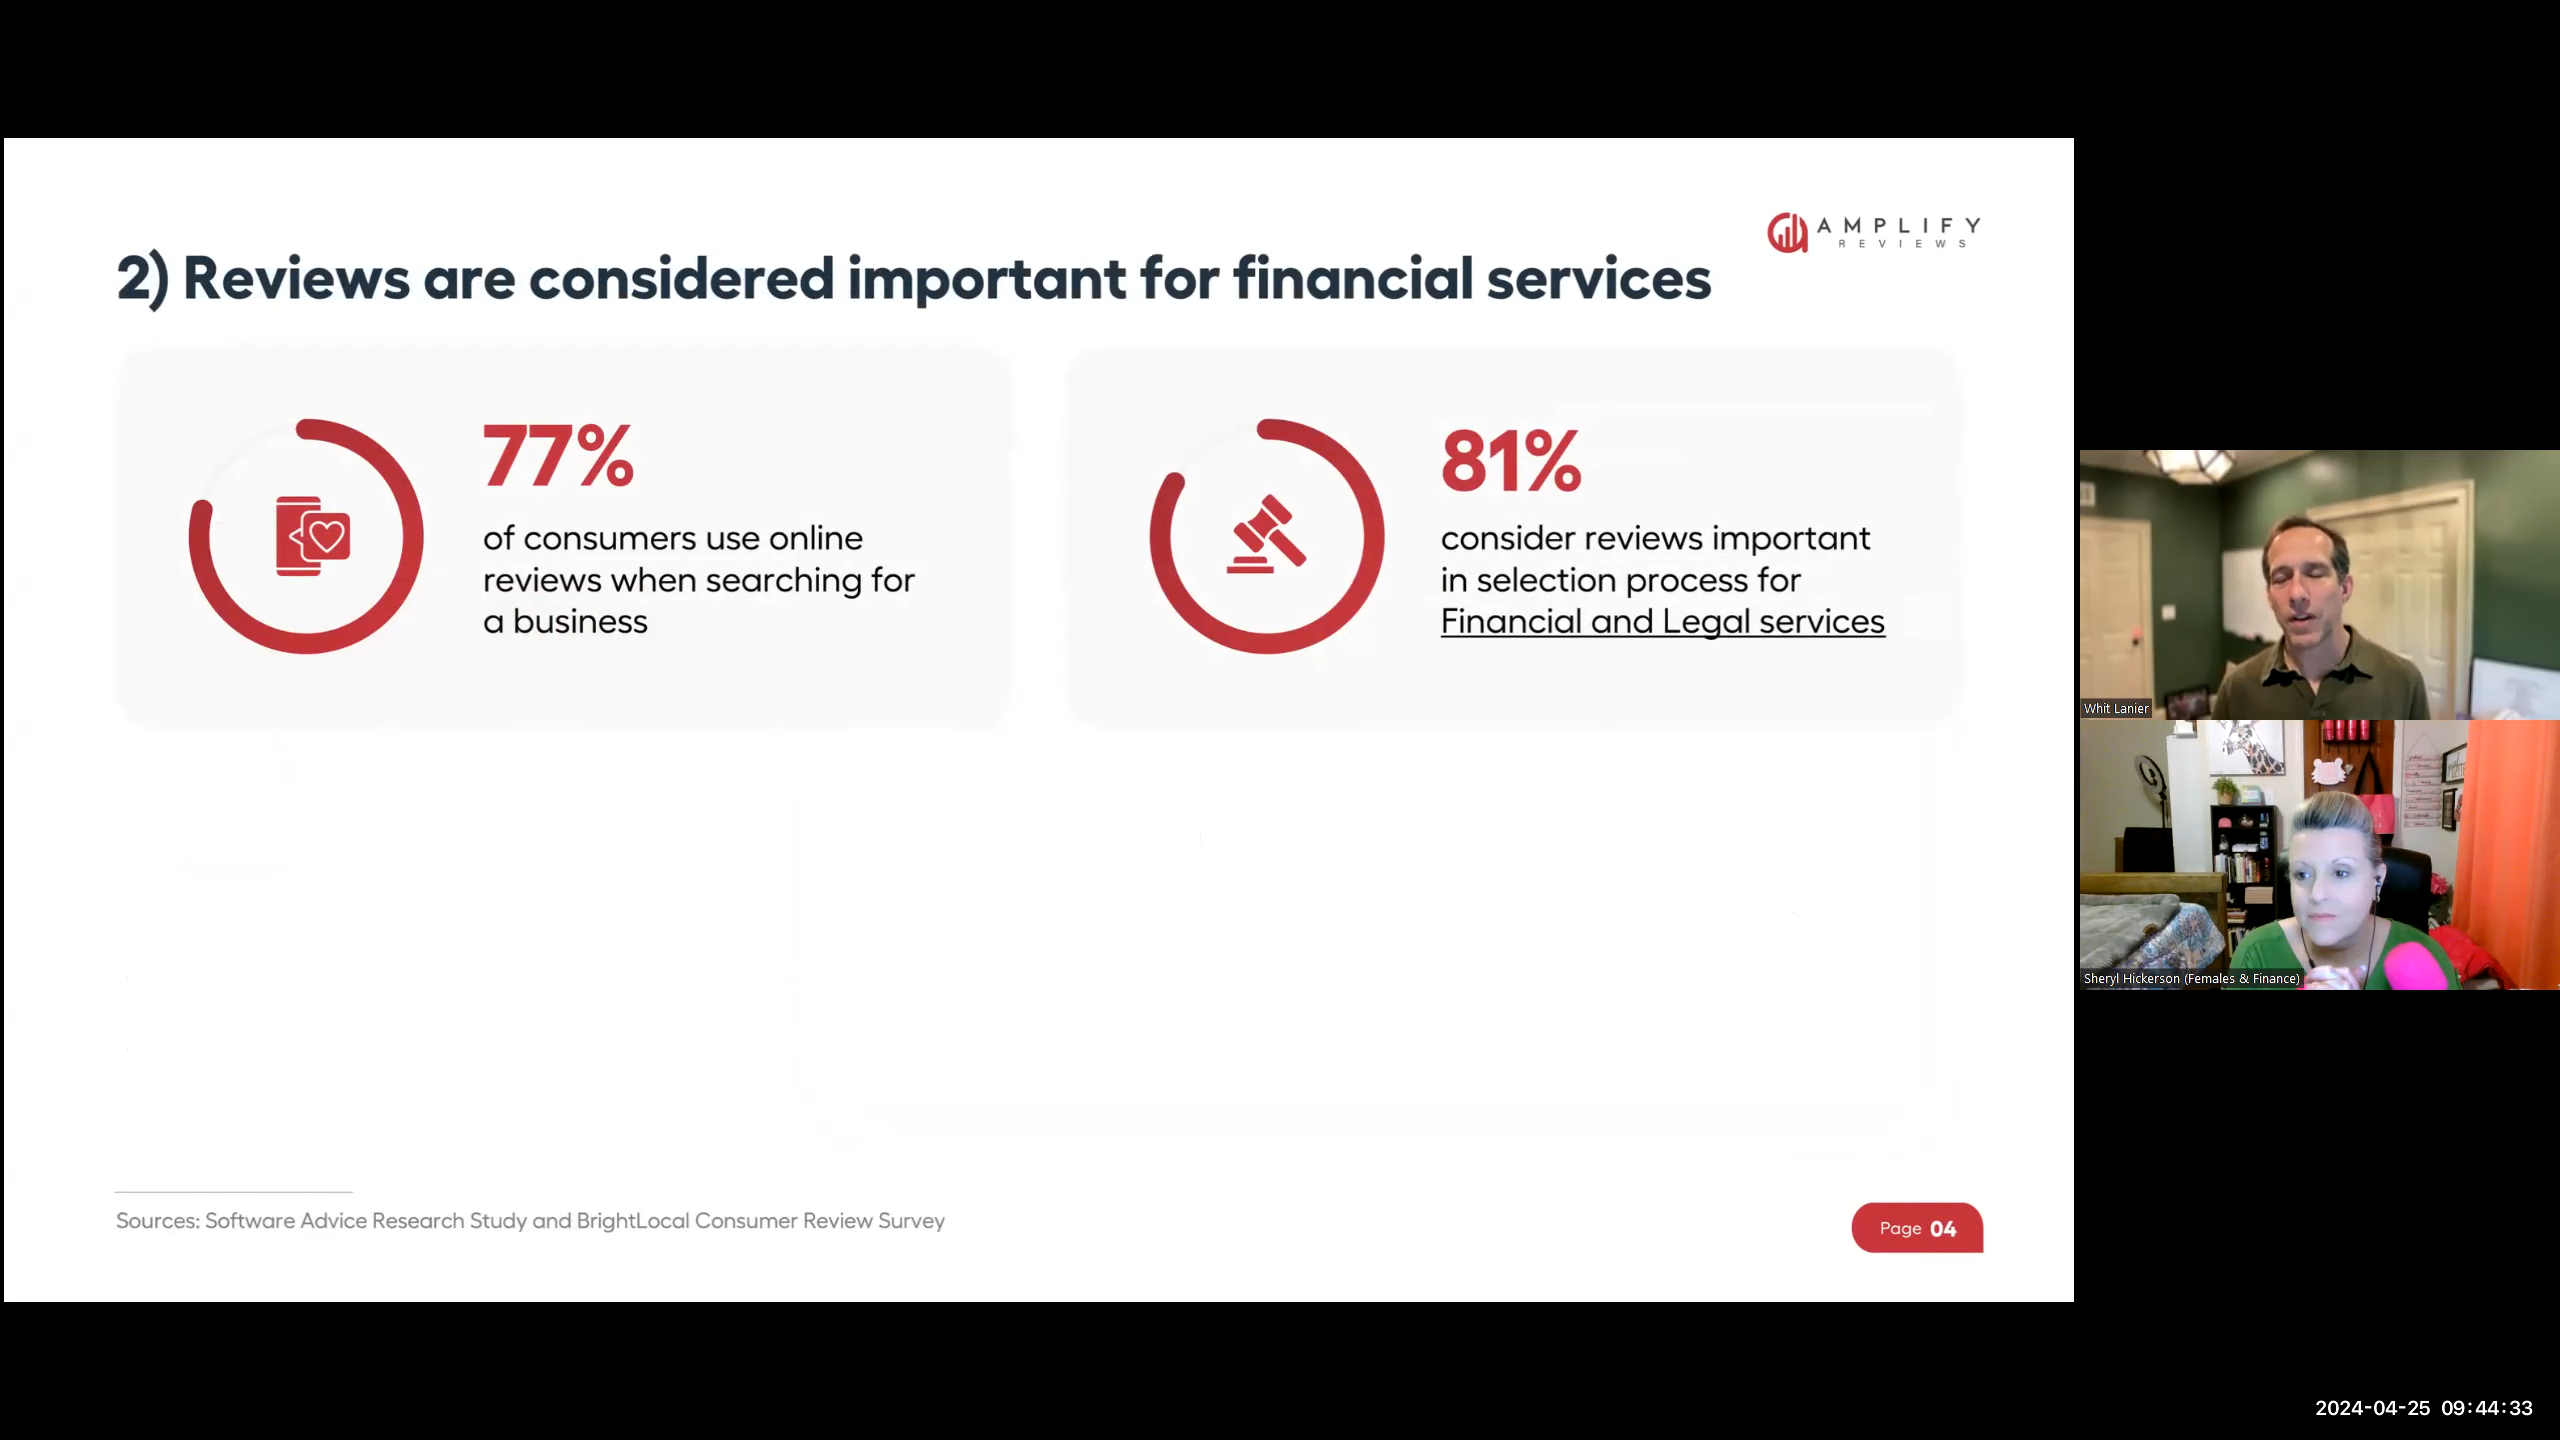 AMPLIFY
REVIEWS
2) Reviews are considered important for financial services
77%
of consumers use online
reviews when searching for
a business
81%
consider reviews important
in selection process for
Financial and Legal services
Whit Lanier
Sheryl Hickerson (Females & Finance)
Sources: Software Advice Research Study and BrightLocal Consumer Review Survey
Page 04
2024-04-25 09:44:33